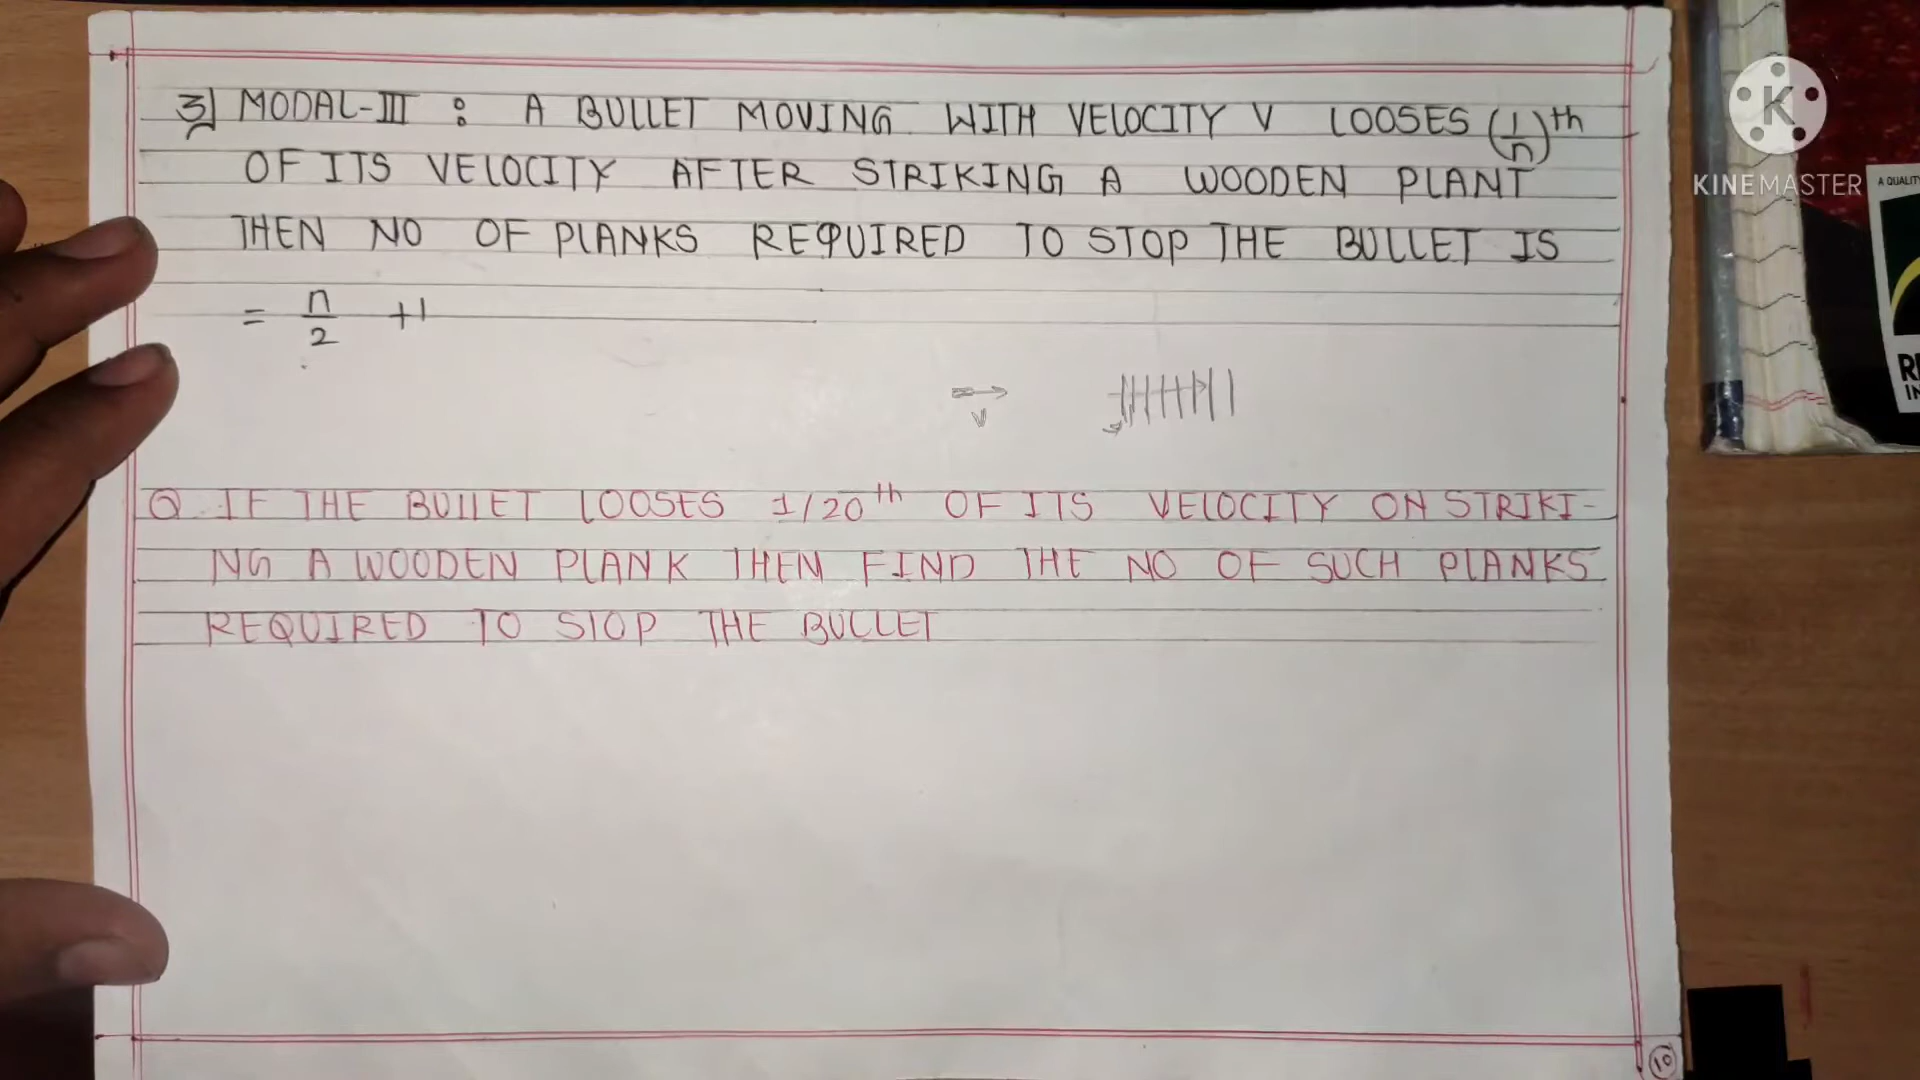 3] MODAL-III : A BULLET MOVING WITH VELOCITY V LOOSES (1/n)th
OF ITS VELOCITY AFTER STRIKING A WOODEN PLANT
THEN NO OF PLANKS REQUIRED TO STOP THE BULLET IS
= n/2 +1
V
Q IF THE BULLET LOOSES 1/20th OF ITS VELOCITY ON STRIKI-
NG A WOODEN PLANK THEN FIND THE NO OF SUCH PLANKS
REQUIRED TO STOP THE BULLET
10
K
KINEMASTER
A QUALITY